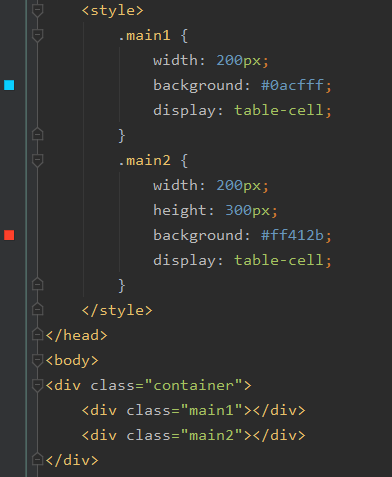 <style>
.main1 {
width: 200px;
background: #0acfff;
display: table-cell;
}
.main2 {
width: 200px;
height: 300px;
background: #ff412b;
display: table-cell;
}
</style>
</head>
<body>
<div class="container">
<div class="main1"></div>
<div class="main2"></div>
</div>